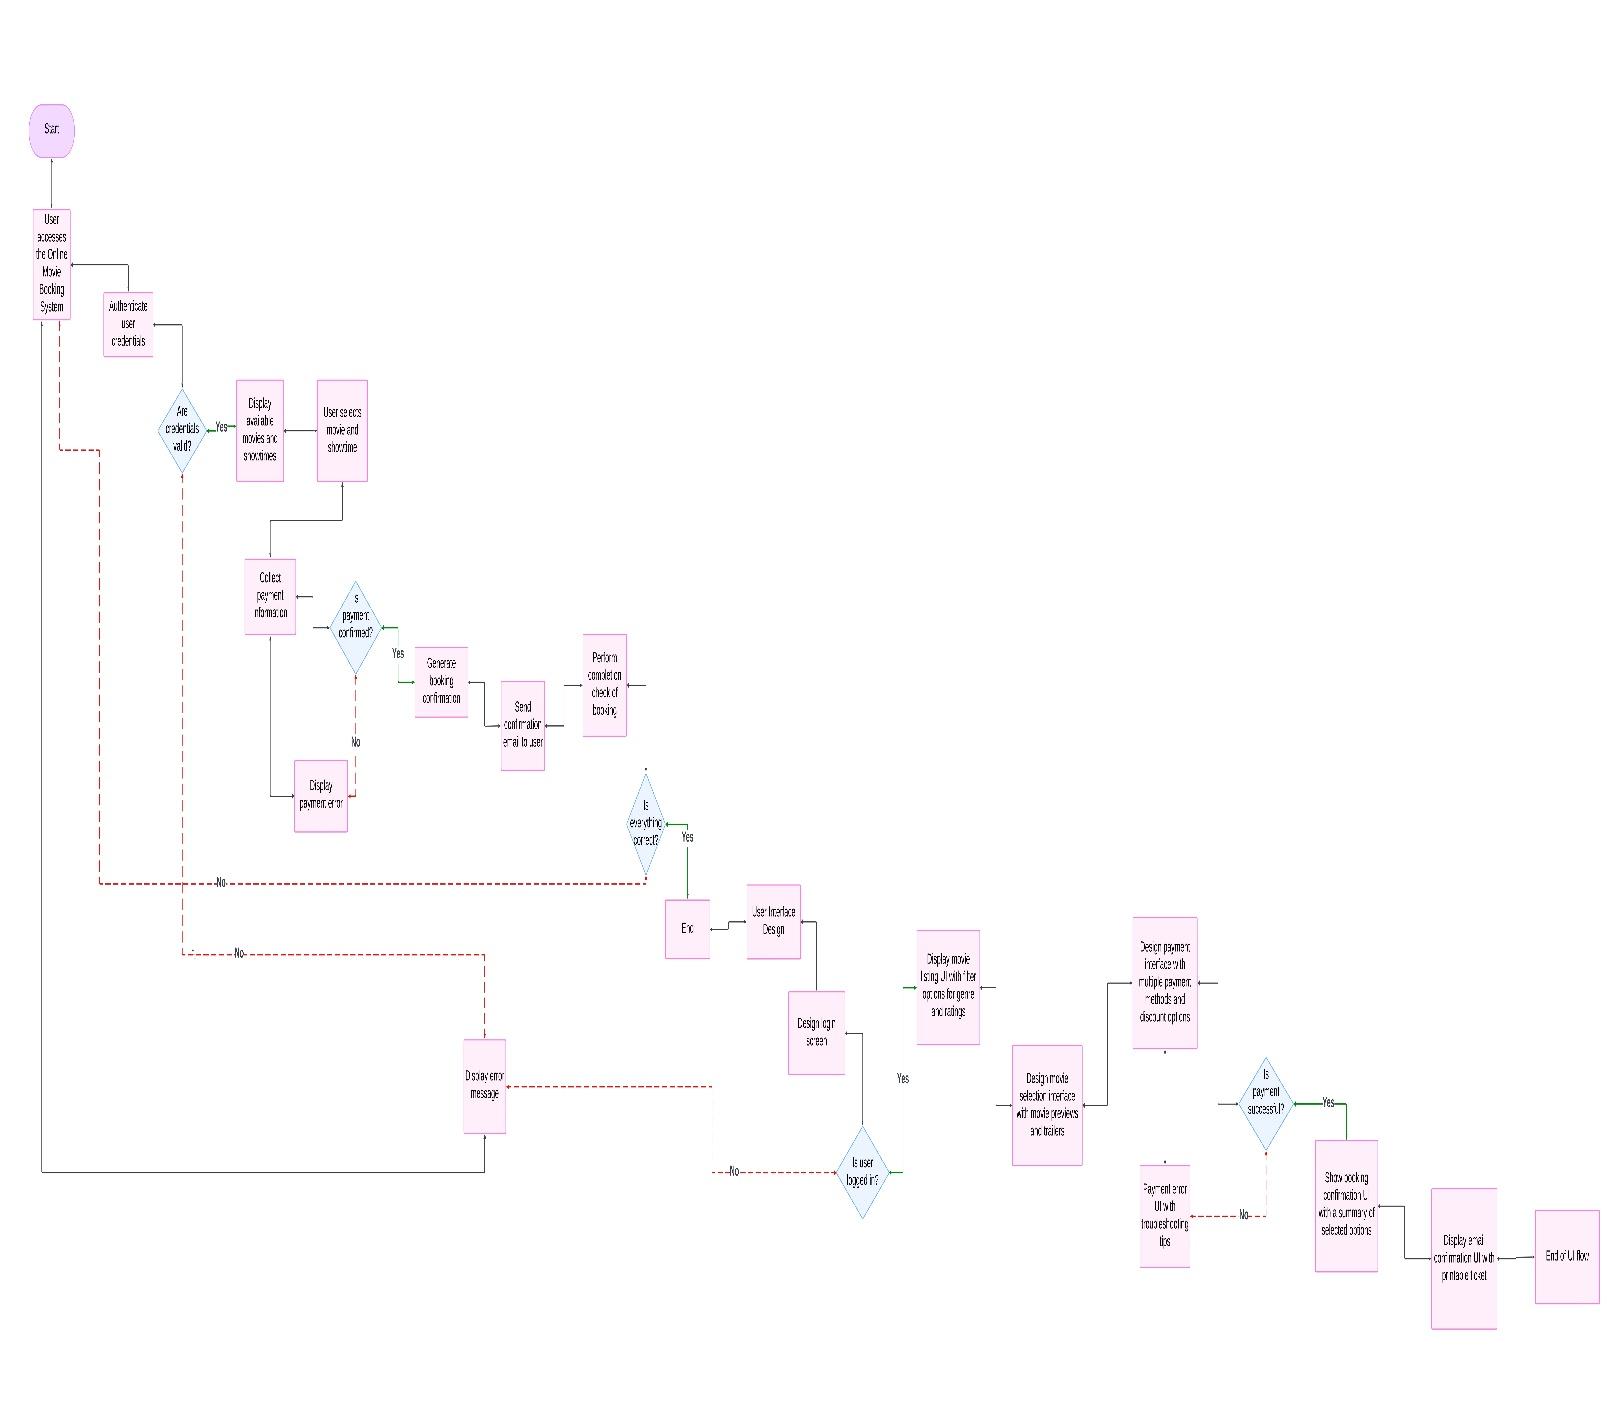 Start
User
accesses
the Online
Movie
Booking
System
Authenticate
user
credentials
Are
credentials
valid?
Yes
Display
available
movies and
showtimes
User selects
movie and
showtime
Collect
payment
information
Is
payment
confirmed?
Yes
No
Generate
booking
confirmation
Send
confirmation
email to user
Perform
completion
check of
booking
Display
payment error
Is
everything
correct?
Yes
No
End
User Interface
Design
No
Display error
message
Design login
screen
Is user
logged in?
No
Yes
Display movie
listing UI with filter
options for genre
and ratings
Design movie
selection interface
with movie previews
and trailers
Design payment
interface with
multiple payment
methods and
discount options
Is
payment
successful?
Yes
No
Payment error
UI with
troubleshooting
tips
Show booking
confirmation UI
with a summary of
selected options
Display email
confirmation UI with
printable ticket
End of UI flow